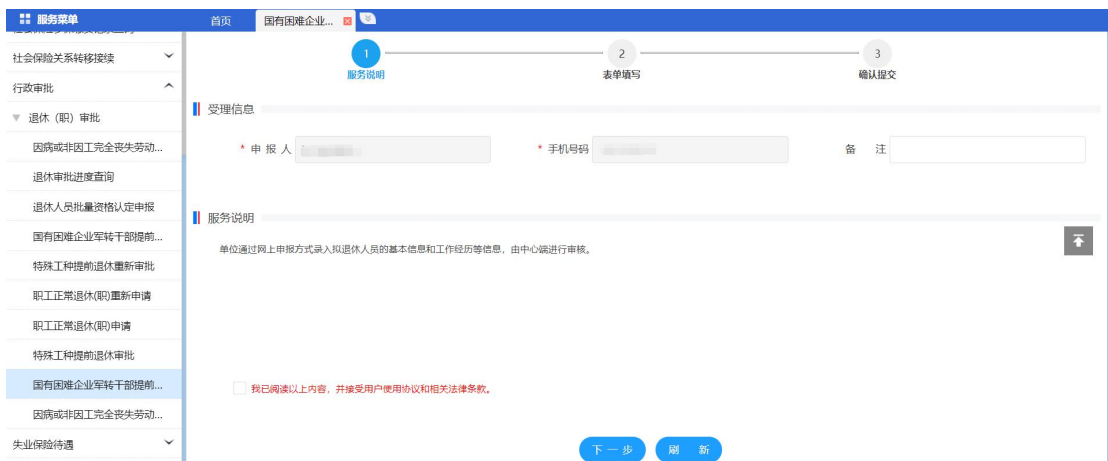 服务菜单
首页
国有困难企业...
社会保险关系转移接续
行政审批
退休（职）审批
因病或非因工完全丧失劳动...
退休审批进度查询
退休人员批量资格认定申报
国有困难企业军转干部提前...
特殊工种提前退休重新审批
职工正常退休(职)重新申请
职工正常退休(职)申请
特殊工种提前退休审批
国有困难企业军转干部提前...
因病或非因工完全丧失劳动...
失业保险待遇
1
服务说明
2
表单填写
3
确认提交
受理信息
* 申 报 人
* 手机号码
备 注
服务说明
单位通过网上申报方式录入拟退休人员的基本信息和工作经历等信息，由中心端进行审核。
我已阅读以上内容，并接受用户使用协议和相关法律条款。
下 一 步
刷 新